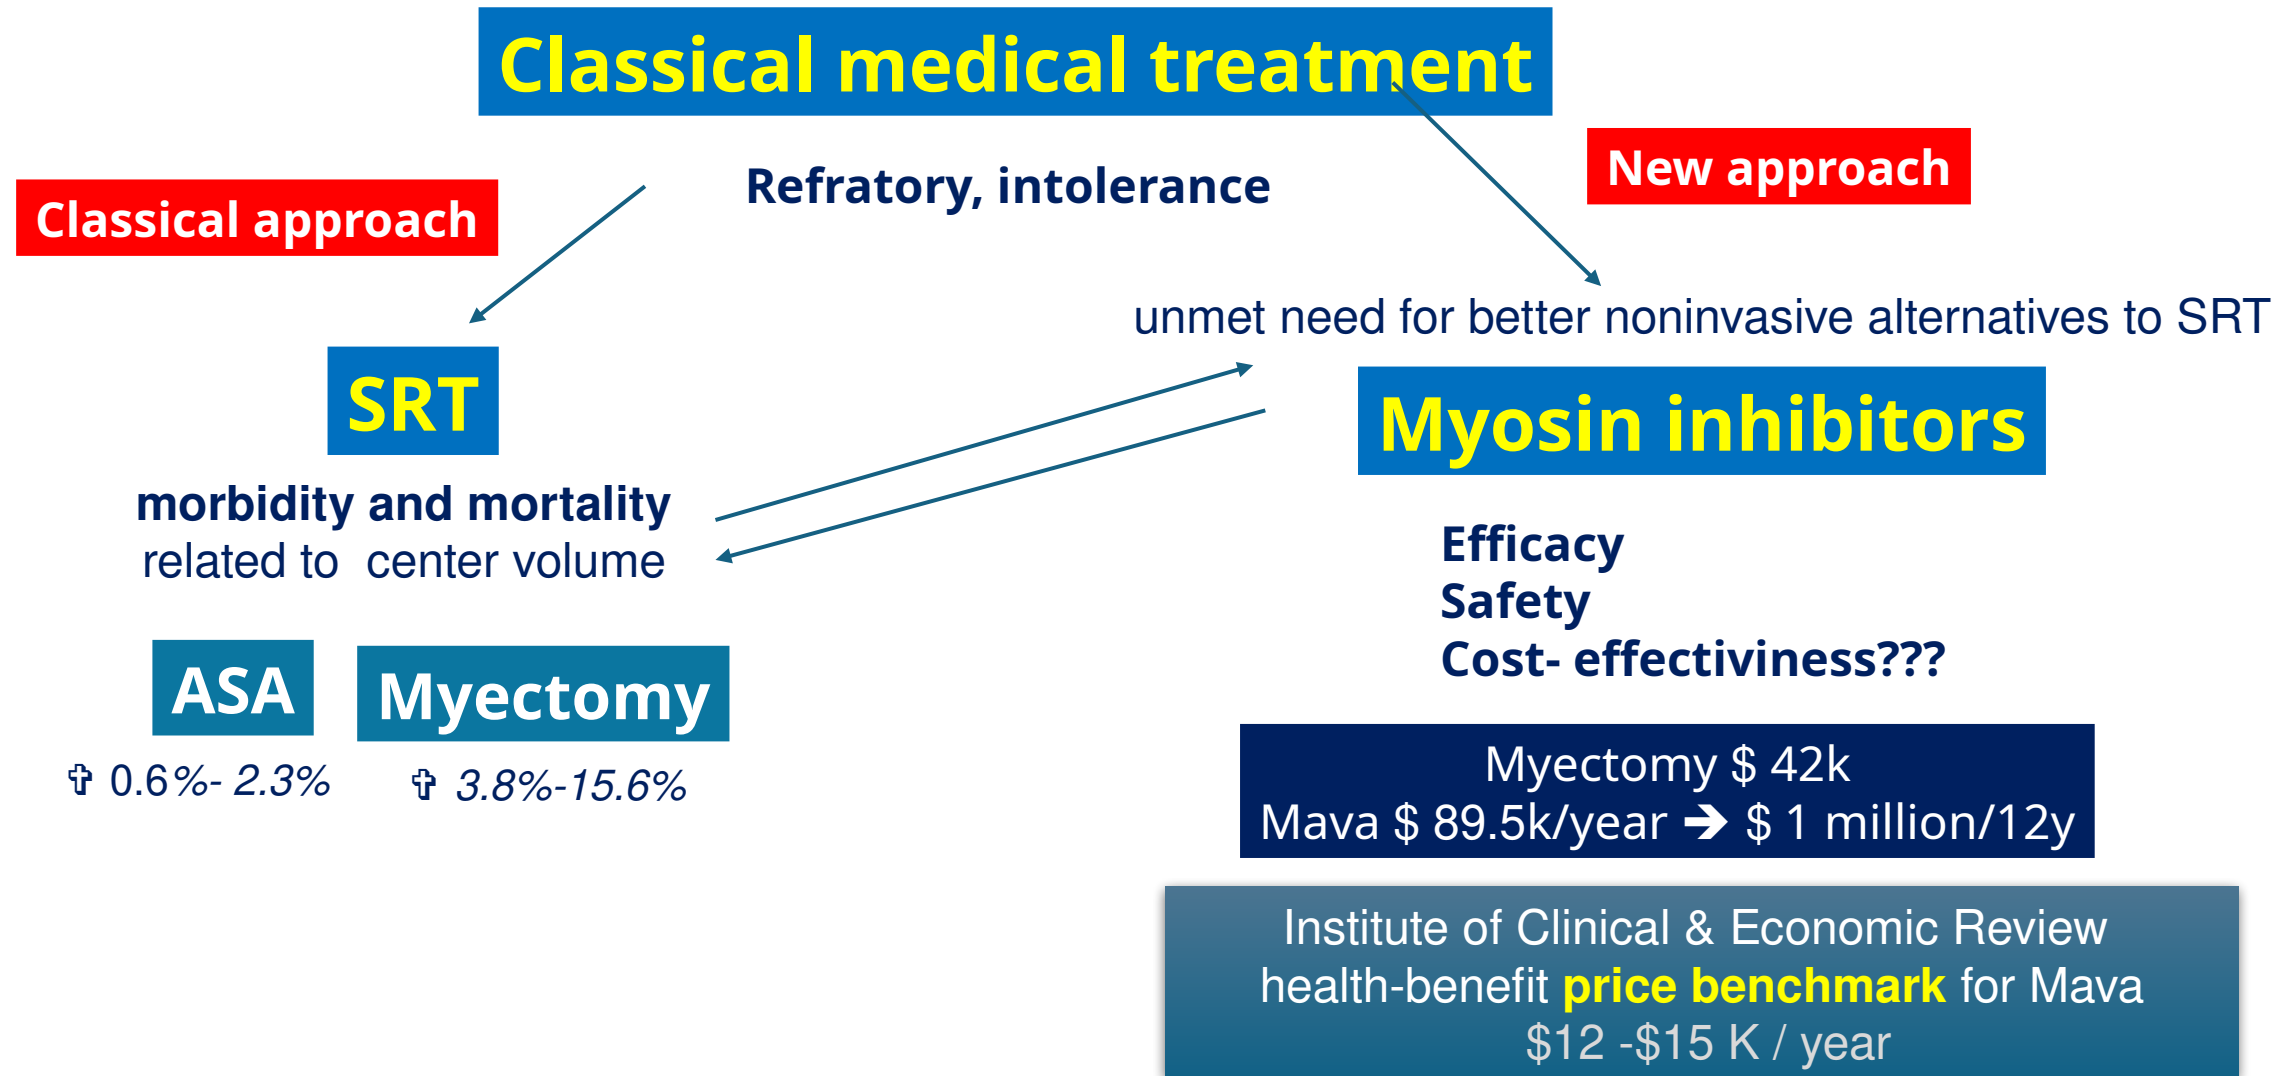 Classical medical treatment
New approach
Refratory, intolerance
Classical approach
unmet need for better noninvasive alternatives to SRT
SRT
Myosin inhibitors
morbidity and mortality
related to  center volume
Efficacy
Safety
Cost- effectiviness???
ASA
Myectomy
✞ 0.6%- 2.3%
✞ 3.8%-15.6%
Myectomy $ 42k
Mava $ 89.5k/year ➔ $ 1 million/12y
Institute of Clinical & Economic Review
health-benefit price benchmark for Mava
$12 -$15 K / year